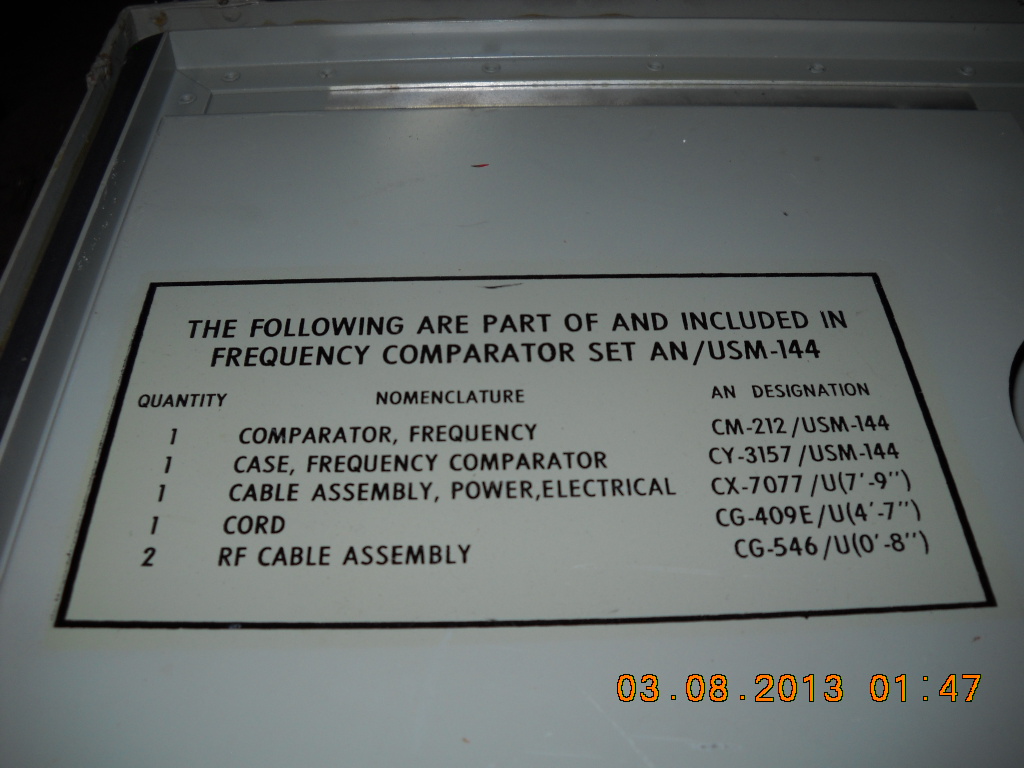 THE FOLLOWING ARE PART OF AND INCLUDED IN
FREQUENCY COMPARATOR SET AN/USM-144
QUANTITY NOMENCLATURE AN DESIGNATION
1 COMPARATOR, FREQUENCY CM-212/USM-144
1 CASE, FREQUENCY COMPARATOR CY-3157/USM-144
1 CABLE ASSEMBLY, POWER,ELECTRICAL CX-7077/U(7'-9")
1 CORD CG-409E/U(4'-7")
2 RF CABLE ASSEMBLY CG-546/U(0'-8")
03.08.2013 01:47